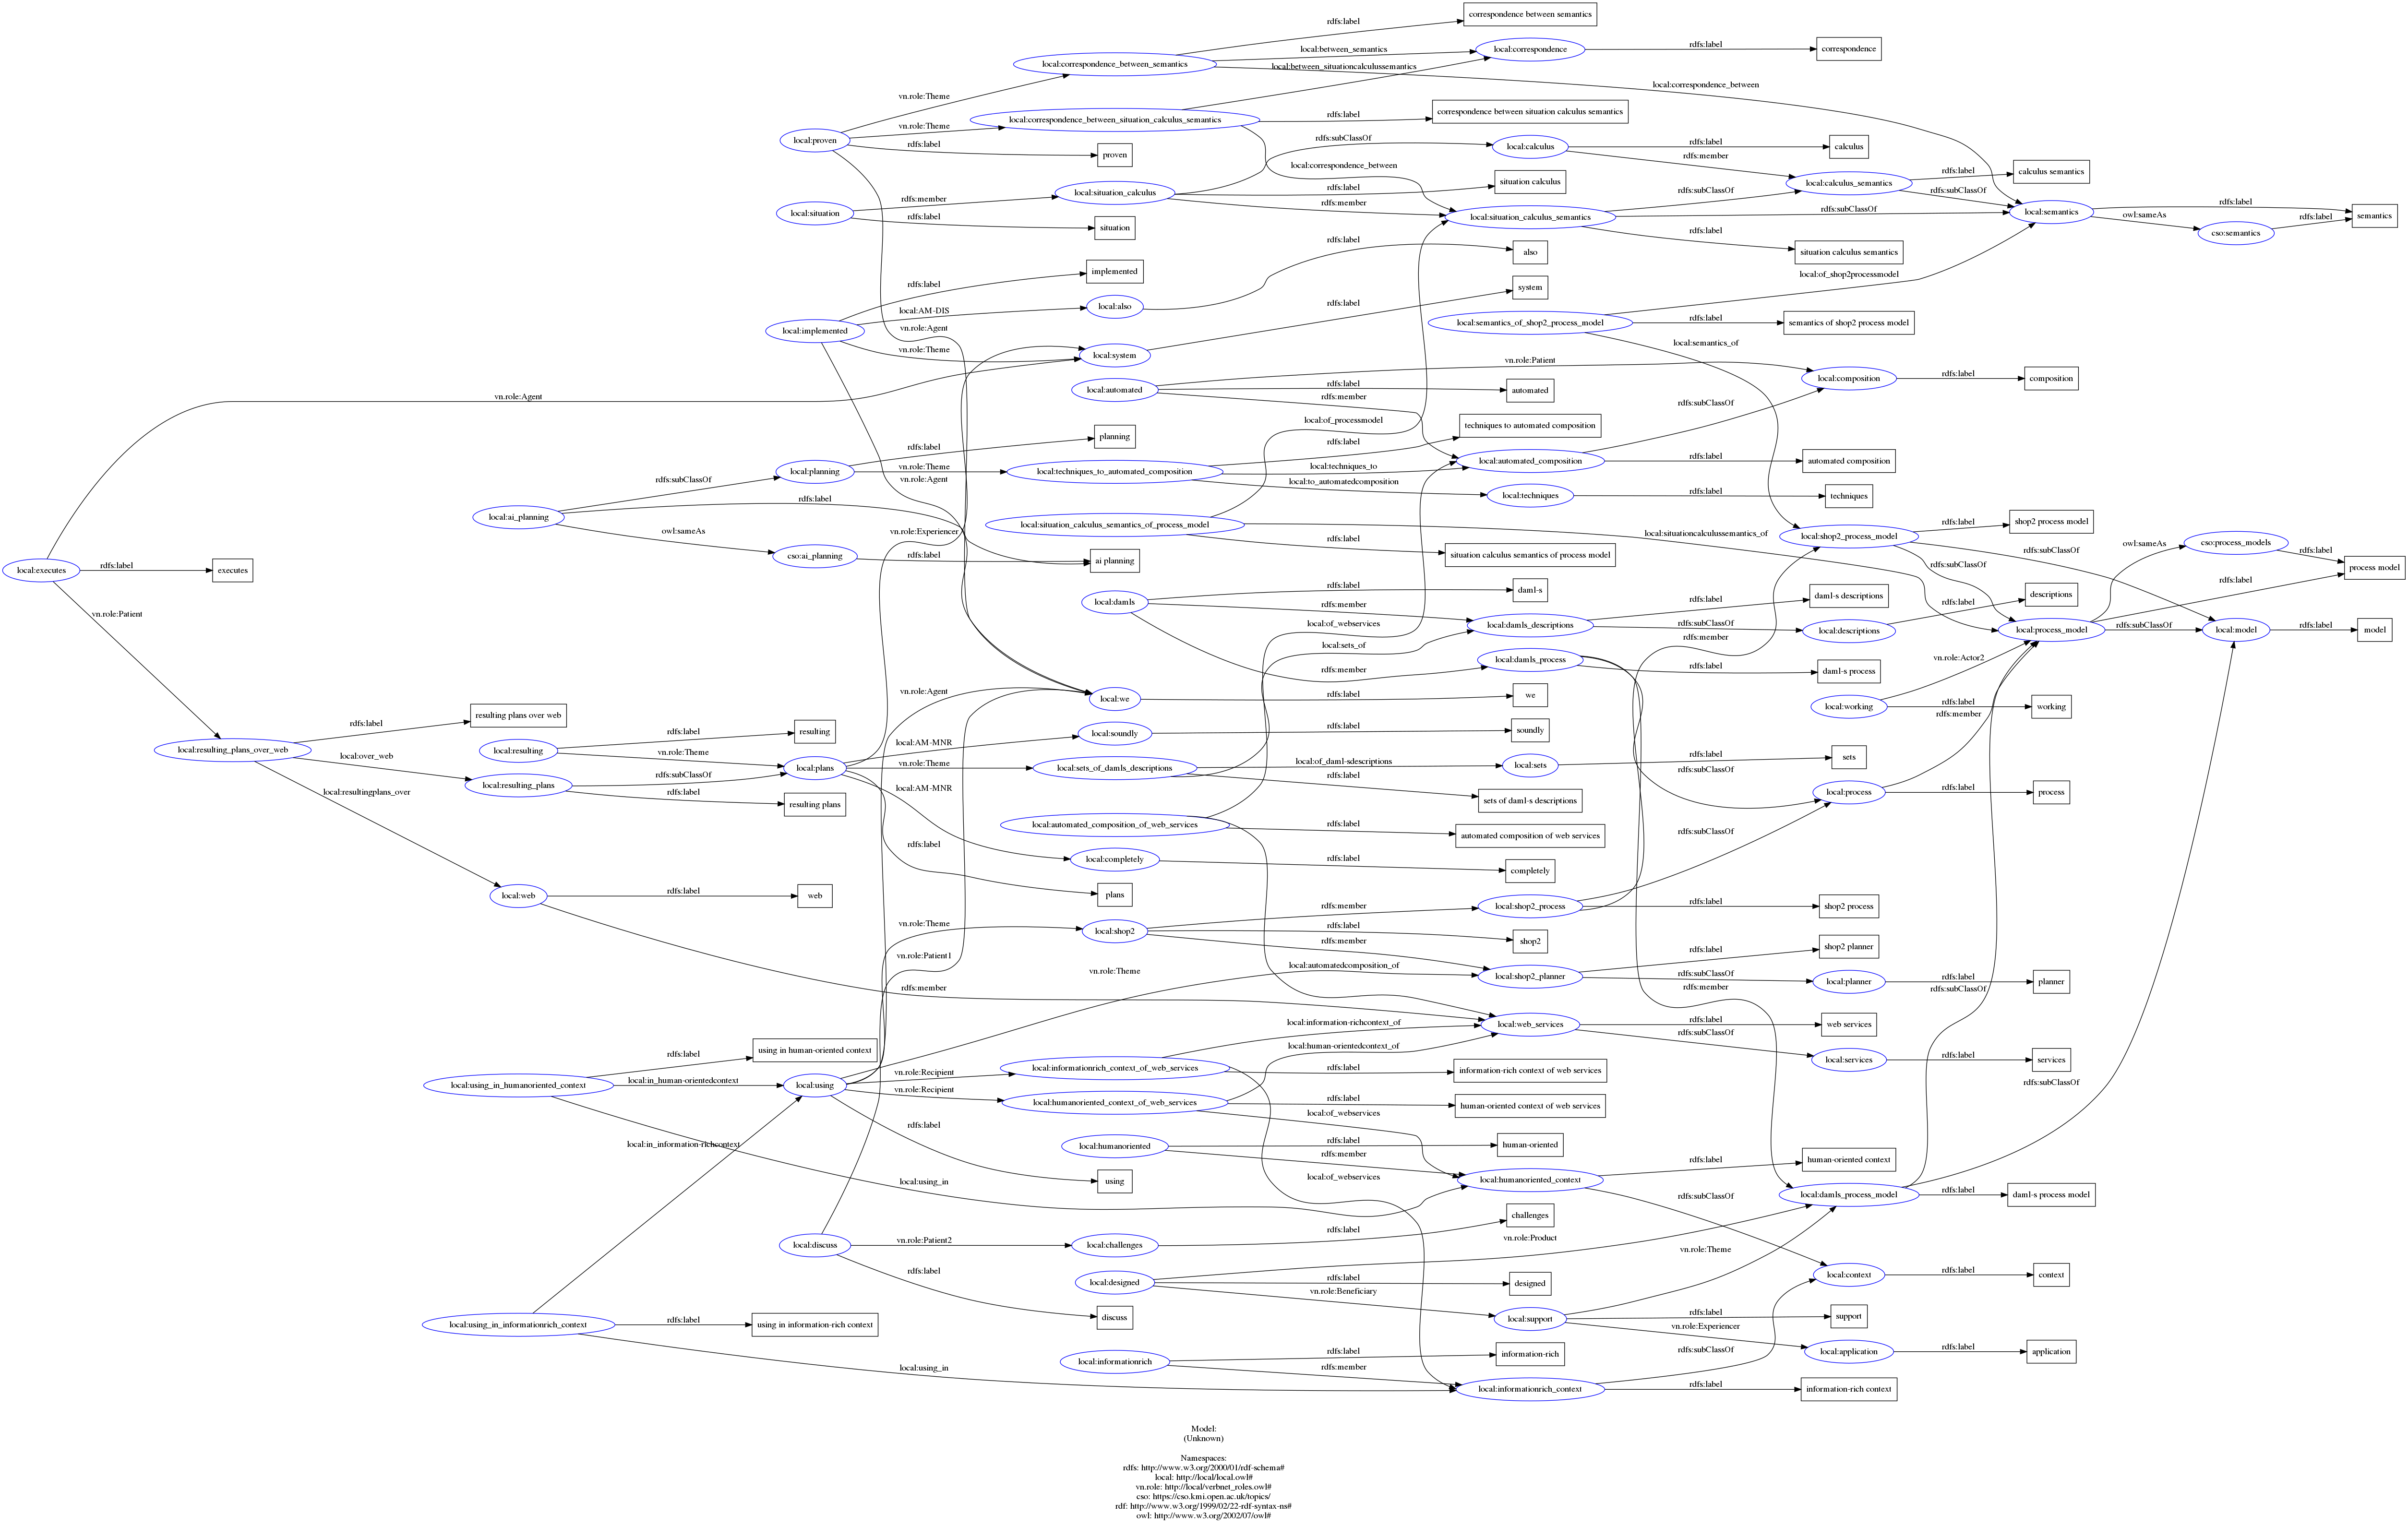 correspondence between semantics
rdfs:label
local:correspondence
rdfs:label
correspondence
local:between_semantics
local:correspondence_between_semantics
local:between_situationcalculussemantics
local:correspondence_between
vn.role:Theme
correspondence between situation calculus semantics
rdfs:label
local:correspondence_between_situation_calculus_semantics
vn.role:Theme
local:proven
rdfs:label
proven
rdfs:subClassOf
local:calculus
rdfs:label
calculus
rdfs:member
local:correspondence_between
calculus semantics
rdfs:label
local:calculus_semantics
situation calculus
rdfs:label
local:situation_calculus
rdfs:member
rdfs:member
local:situation
rdfs:label
situation
rdfs:subClassOf
rdfs:subClassOf
rdfs:subClassOf
local:situation_calculus_semantics
rdfs:label
situation calculus semantics
local:semantics
rdfs:label
semantics
owl:sameAs
cso:semantics
rdfs:label
rdfs:label
also
implemented
rdfs:label
local:of_shop2processmodel
local:also
local:AM-DIS
system
rdfs:label
local:implemented
vn.role:Agent
vn.role:Theme
local:semantics_of_shop2_process_model
rdfs:label
semantics of shop2 process model
local:semantics_of
local:system
vn.role:Patient
local:composition
rdfs:label
composition
local:automated
rdfs:label
automated
rdfs:member
vn.role:Agent
rdfs:subClassOf
local:of_processmodel
techniques to automated composition
rdfs:label
planning
rdfs:label
local:planning
vn.role:Theme
local:techniques_to_automated_composition
local:techniques_to
local:automated_composition
rdfs:label
automated composition
rdfs:subClassOf
vn.role:Agent
local:to_automatedcomposition
local:techniques
rdfs:label
techniques
rdfs:label
local:ai_planning
owl:sameAs
vn.role:Experiencer
local:situation_calculus_semantics_of_process_model
local:situationcalculussemantics_of
rdfs:label
situation calculus semantics of process model
shop2 process model
rdfs:label
local:shop2_process_model
rdfs:subClassOf
rdfs:subClassOf
owl:sameAs
cso:process_models
rdfs:label
process model
rdfs:label
cso:ai_planning
rdfs:label
ai planning
local:executes
rdfs:label
executes
vn.role:Patient
local:damls
rdfs:label
daml-s
rdfs:member
rdfs:member
local:of_webservices
local:sets_of
local:damls_descriptions
rdfs:label
daml-s descriptions
rdfs:subClassOf
local:descriptions
rdfs:label
descriptions
rdfs:member
local:process_model
rdfs:subClassOf
local:model
rdfs:label
model
local:damls_process
rdfs:label
daml-s process
vn.role:Actor2
local:working
rdfs:label
working
rdfs:member
vn.role:Agent
local:we
rdfs:label
we
resulting plans over web
rdfs:label
local:resulting_plans_over_web
local:over_web
local:resultingplans_over
local:resulting
rdfs:label
resulting
vn.role:Theme
local:resulting_plans
rdfs:subClassOf
rdfs:label
resulting plans
local:plans
local:AM-MNR
local:soundly
rdfs:label
soundly
vn.role:Theme
local:sets_of_damls_descriptions
local:of_daml-sdescriptions
local:sets
rdfs:label
sets
rdfs:label
sets of daml-s descriptions
rdfs:subClassOf
local:process
rdfs:label
process
local:AM-MNR
local:automated_composition_of_web_services
rdfs:label
automated composition of web services
rdfs:subClassOf
rdfs:label
local:completely
rdfs:label
completely
plans
local:web
rdfs:label
web
rdfs:member
vn.role:Theme
local:shop2
rdfs:label
shop2
rdfs:member
rdfs:member
local:shop2_process
rdfs:label
shop2 process
vn.role:Patient1
vn.role:Theme
local:automatedcomposition_of
local:shop2_planner
rdfs:label
shop2 planner
rdfs:subClassOf
local:planner
rdfs:label
planner
rdfs:member
rdfs:subClassOf
local:information-richcontext_of
local:web_services
rdfs:label
web services
rdfs:subClassOf
local:services
rdfs:label
services
local:human-orientedcontext_of
using in human-oriented context
rdfs:label
local:using_in_humanoriented_context
local:in_human-orientedcontext
local:using
vn.role:Recipient
local:informationrich_context_of_web_services
rdfs:label
information-rich context of web services
vn.role:Recipient
local:humanoriented_context_of_web_services
rdfs:label
human-oriented context of web services
local:of_webservices
rdfs:subClassOf
rdfs:label
local:in_information-richcontext
local:humanoriented
rdfs:label
human-oriented
rdfs:member
using
local:using_in
local:of_webservices
local:humanoriented_context
rdfs:label
human-oriented context
rdfs:subClassOf
local:damls_process_model
rdfs:label
daml-s process model
local:discuss
vn.role:Patient2
local:challenges
rdfs:label
challenges
vn.role:Product
vn.role:Theme
rdfs:label
discuss
local:designed
rdfs:label
designed
vn.role:Beneficiary
local:context
rdfs:label
context
local:support
rdfs:label
support
vn.role:Experiencer
local:application
rdfs:label
application
local:using_in_informationrich_context
rdfs:label
using in information-rich context
local:using_in
local:informationrich
rdfs:label
information-rich
rdfs:member
rdfs:subClassOf
local:informationrich_context
rdfs:label
information-rich context
Model:
(Unknown)
Namespaces:
rdfs: http://www.w3.org/2000/01/rdf-schema#
local: http://local/local.owl#
vn.role: http://local/verbnet_roles.owl#
cso: https://cso.kmi.open.ac.uk/topics/
rdf: http://www.w3.org/1999/02/22-rdf-syntax-ns#
owl: http://www.w3.org/2002/07/owl#